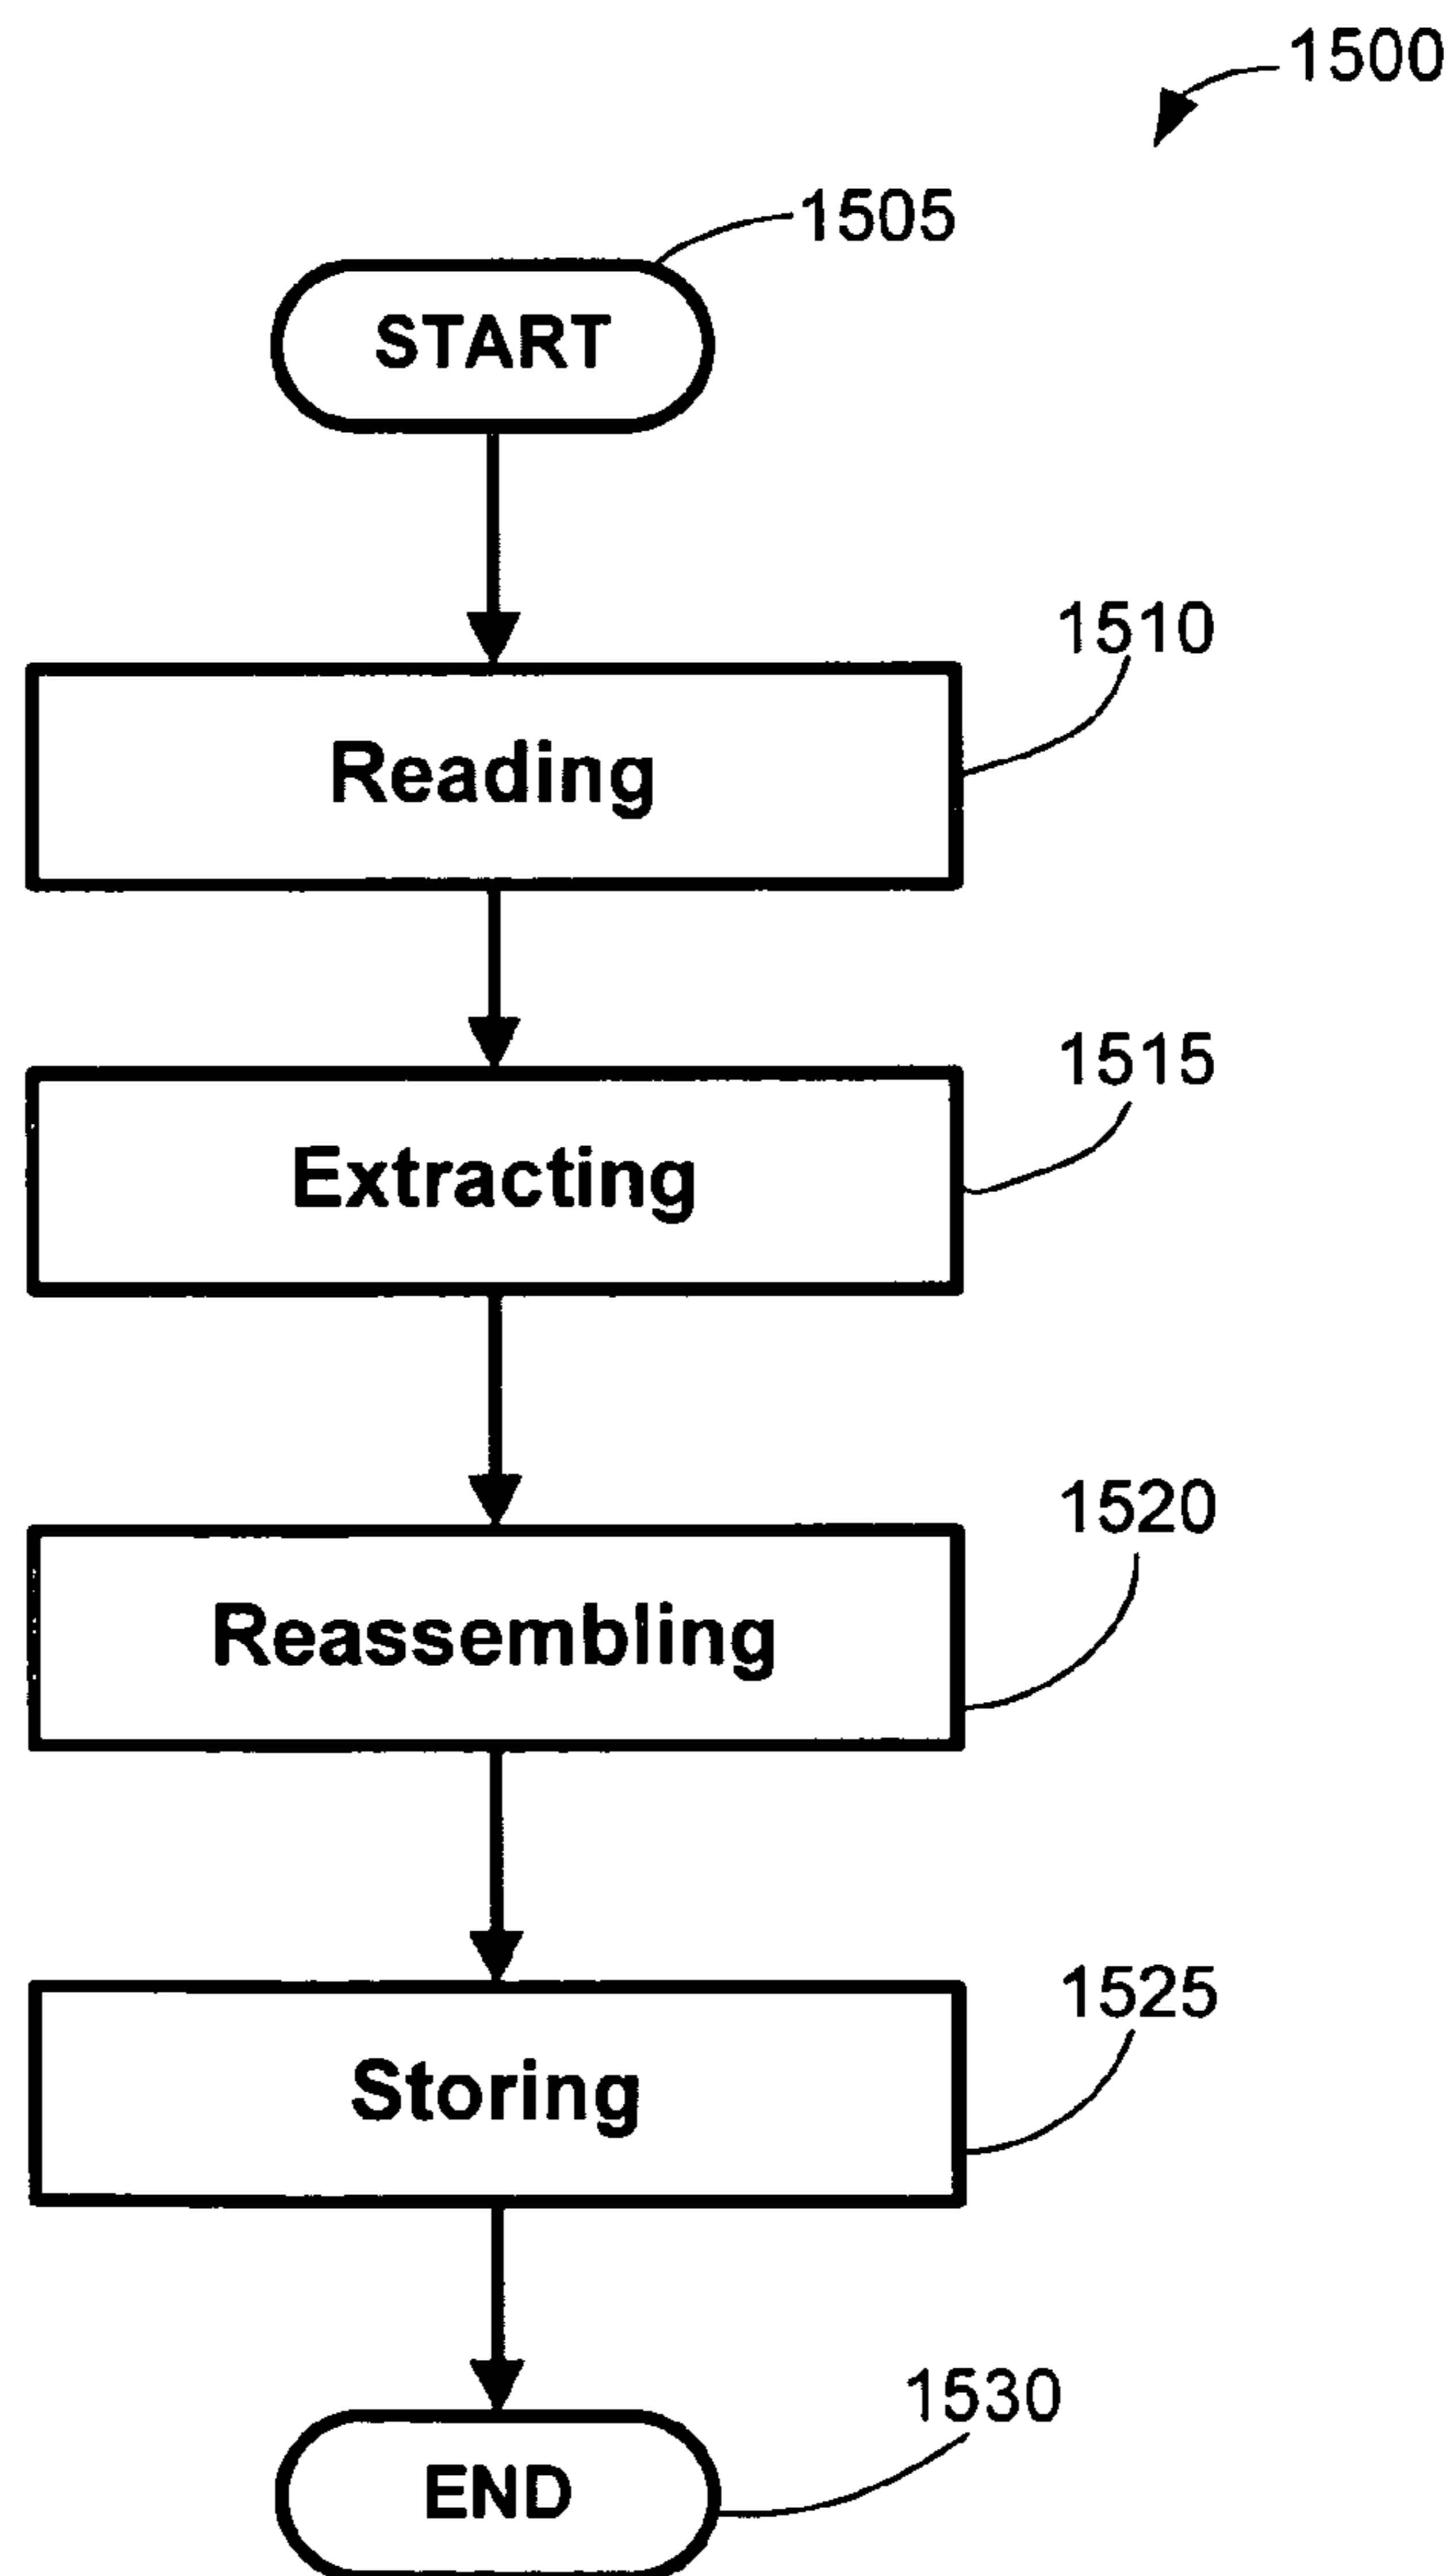 1500
1505
START
1510
Reading
1515
Extracting
1520
Reassembling
1525
Storing
1530
END